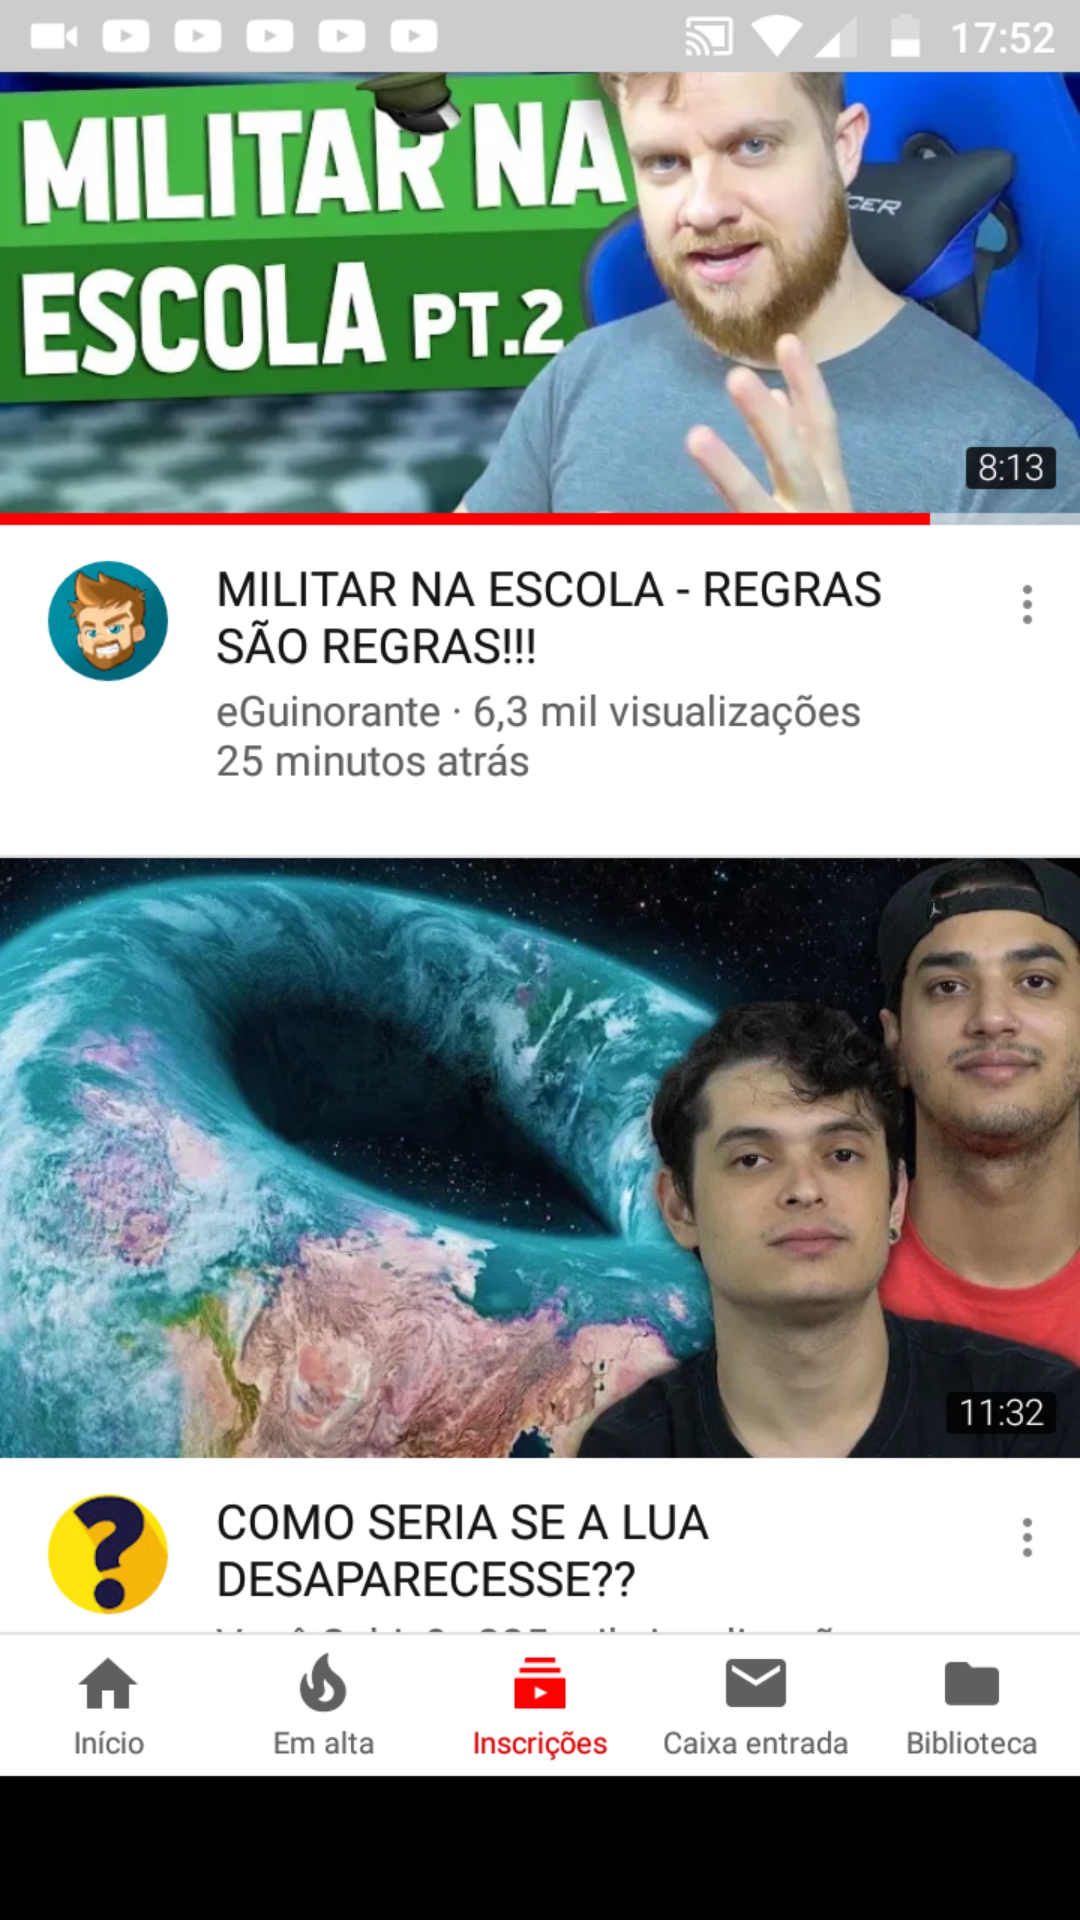 17:52
MILITAR NA
ESCOLA PT.2
8:13
MILITAR NA ESCOLA - REGRAS
SÃO REGRAS!!!
eGuinorante · 6,3 mil visualizações
25 minutos atrás
11:32
COMO SERIA SE A LUA
DESAPARECESSE??
Início
Em alta
Inscrições
Caixa entrada
Biblioteca